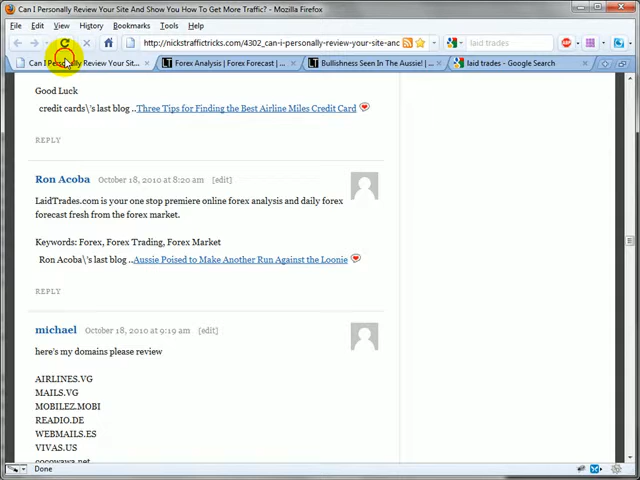 Can I Personally Review Your Site And Show You How To Get More Traffic? - Mozilla Firefox
File Edit View History Bookmarks Tools Help
http://nickstraffictricks.com/4302_can-i-personally-review-your-site-anc
laid trades
Can I Personally Review Your Sit...
Forex Analysis | Forex Forecast | ...
Bullishness Seen In The Aussie! | ...
laid trades - Google Search
Good Luck
credit cards\'s last blog ..Three Tips for Finding the Best Airline Miles Credit Card
REPLY
Ron Acoba October 18, 2010 at 8:20 am [edit]
LaidTrades.com is your one stop premiere online forex analysis and daily forex
forecast fresh from the forex market.
Keywords: Forex, Forex Trading, Forex Market
Ron Acoba\'s last blog ..Aussie Poised to Make Another Run Against the Loonie
REPLY
michael October 18, 2010 at 9:19 am [edit]
here's my domains please review
AIRLINES.VG
MAILS.VG
MOBILEZ.MOBI
READIO.DE
WEBMAILS.ES
VIVAS.US
cocowawa.net
Done